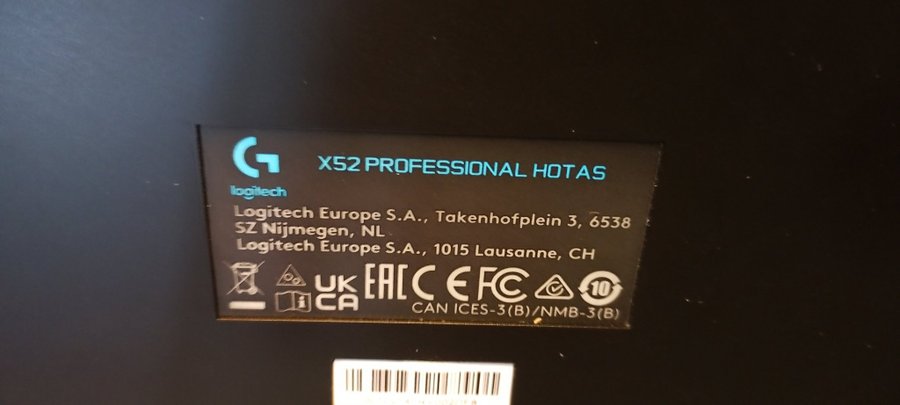 G
logitech
X52 PROFESSIONAL HOTAS
Logitech Europe S.A., Takenhofplein 3, 6538
SZ Nijmegen, NL
Logitech Europe S.A., 1015 Lausanne, CH
UK
CA
EAC CE FC 10
CAN ICES-3(B)/NMB-3(B)